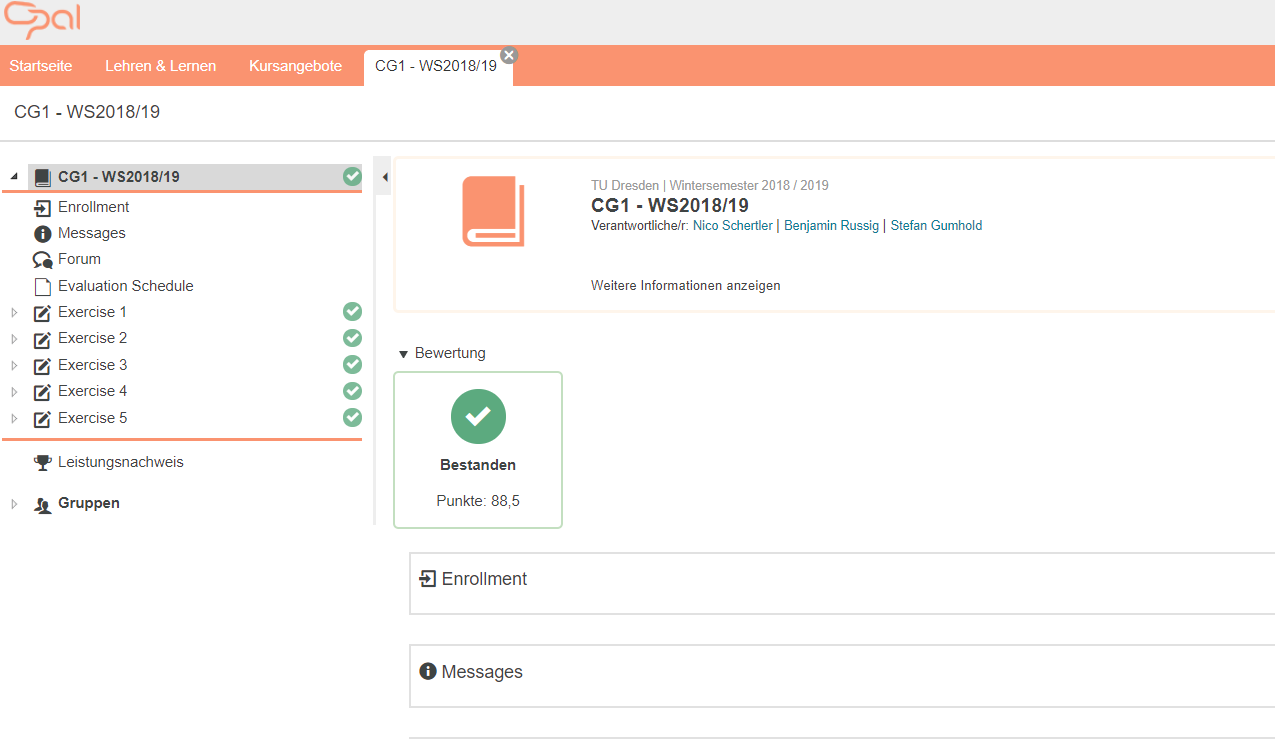 Opal
Startseite Lehren & Lernen Kursangebote CG1 - WS2018/19
CG1 - WS2018/19
CG1 - WS2018/19
Enrollment
Messages
Forum
Evaluation Schedule
Exercise 1
Exercise 2
Exercise 3
Exercise 4
Exercise 5
Leistungsnachweis
Gruppen
TU Dresden | Wintersemester 2018 / 2019
CG1 - WS2018/19
Verantwortliche/r: Nico Schertler | Benjamin Russig | Stefan Gumhold
Weitere Informationen anzeigen
Bewertung
Bestanden
Punkte: 88,5
Enrollment
Messages